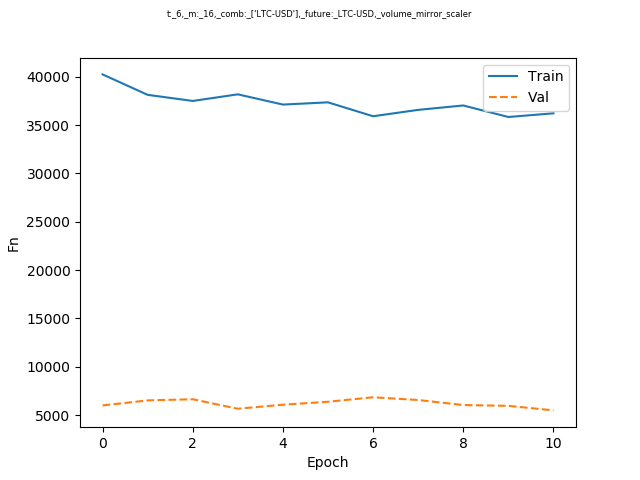 t:_6,_m:_16,_comb:_['LTC-USD'],_future:_LTC-USD,_volume_mirror_scaler
Train
Val
40000
35000
30000
25000
20000
15000
10000
5000
Fn
0 2 4 6 8 10
Epoch